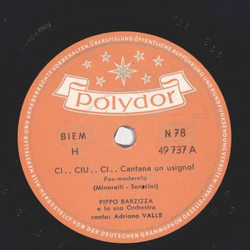 polydor
BIEM N 78
H 49 737 A
CI.. CIU.. CI.. Cantana un usignol
Fox-moderato
(Minoretti - Seracini)
PIPPO BARZIZZA
e la sua Orchestra
canta: Adriano VALLE